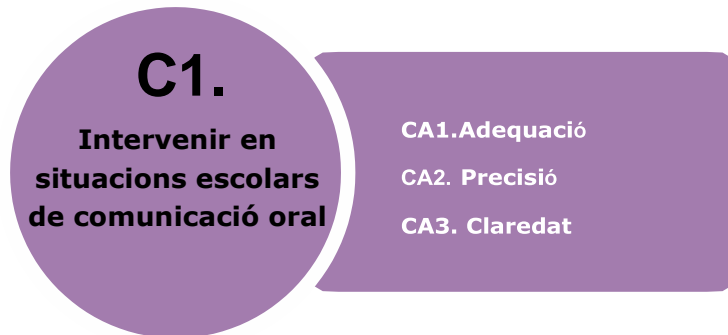 C1.
Intervenir en
situacions escolars
de comunicació oral
CA1.Adequació
CA2. Precisió
CA3. Claredat